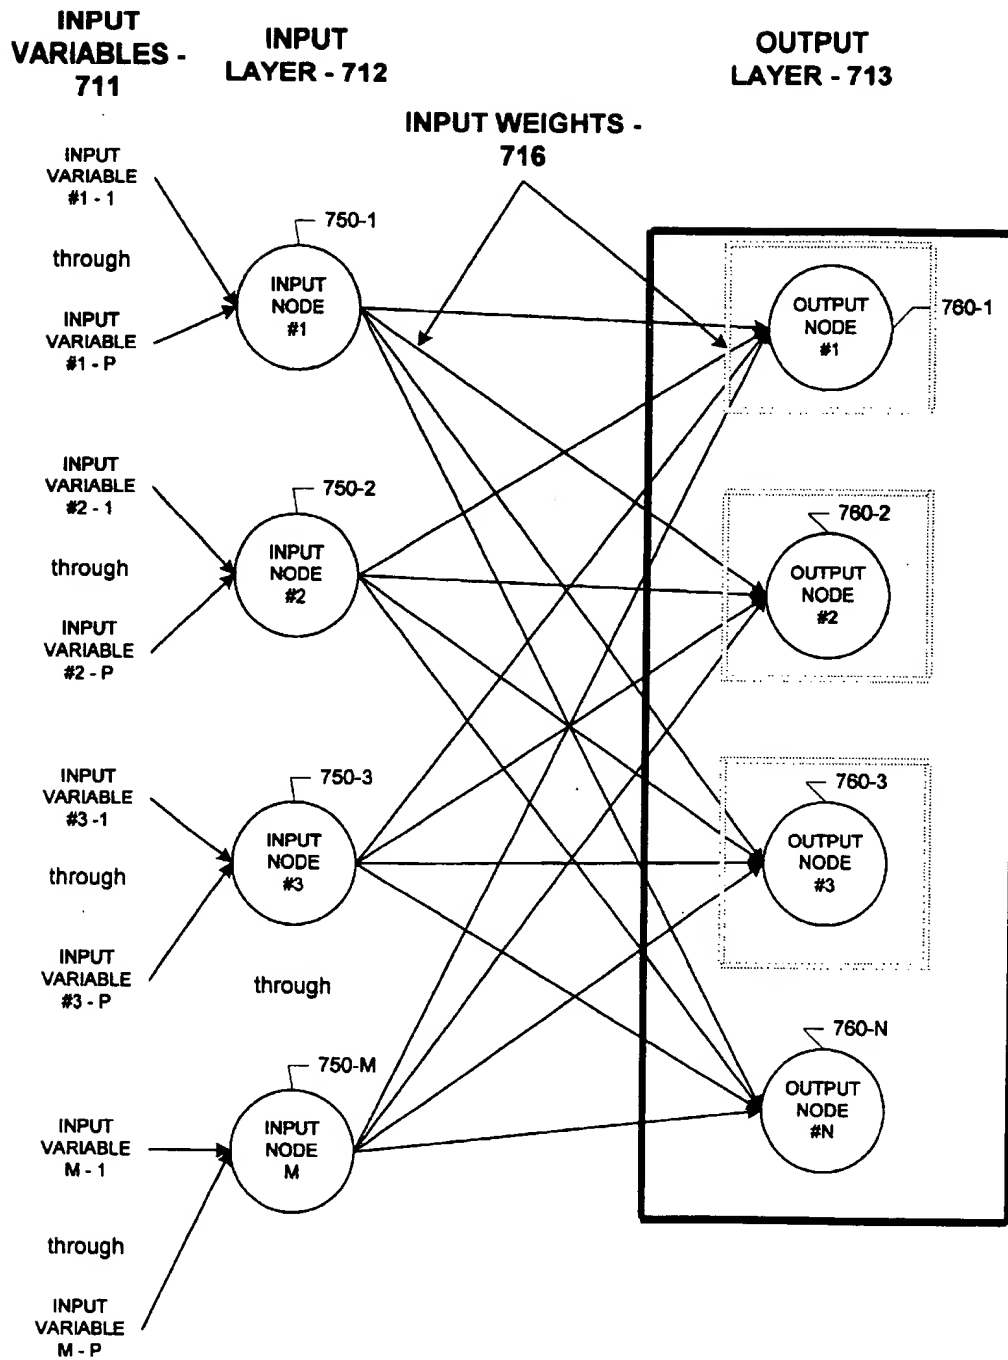 INPUT
VARIABLES -
711
INPUT
LAYER - 712
OUTPUT
LAYER - 713
INPUT WEIGHTS -
716
INPUT
VARIABLE
#1 - 1
through
INPUT
VARIABLE
#1 - P
750-1
INPUT
NODE
#1
OUTPUT
NODE
#1
760-1
INPUT
VARIABLE
#2 - 1
through
INPUT
VARIABLE
#2 - P
750-2
INPUT
NODE
#2
760-2
OUTPUT
NODE
#2
INPUT
VARIABLE
#3 -1
through
INPUT
VARIABLE
#3 - P
750-3
INPUT
NODE
#3
760-3
OUTPUT
NODE
#3
through
INPUT
VARIABLE
M - 1
through
INPUT
VARIABLE
M - P
750-M
INPUT
NODE
M
760-N
OUTPUT
NODE
#N